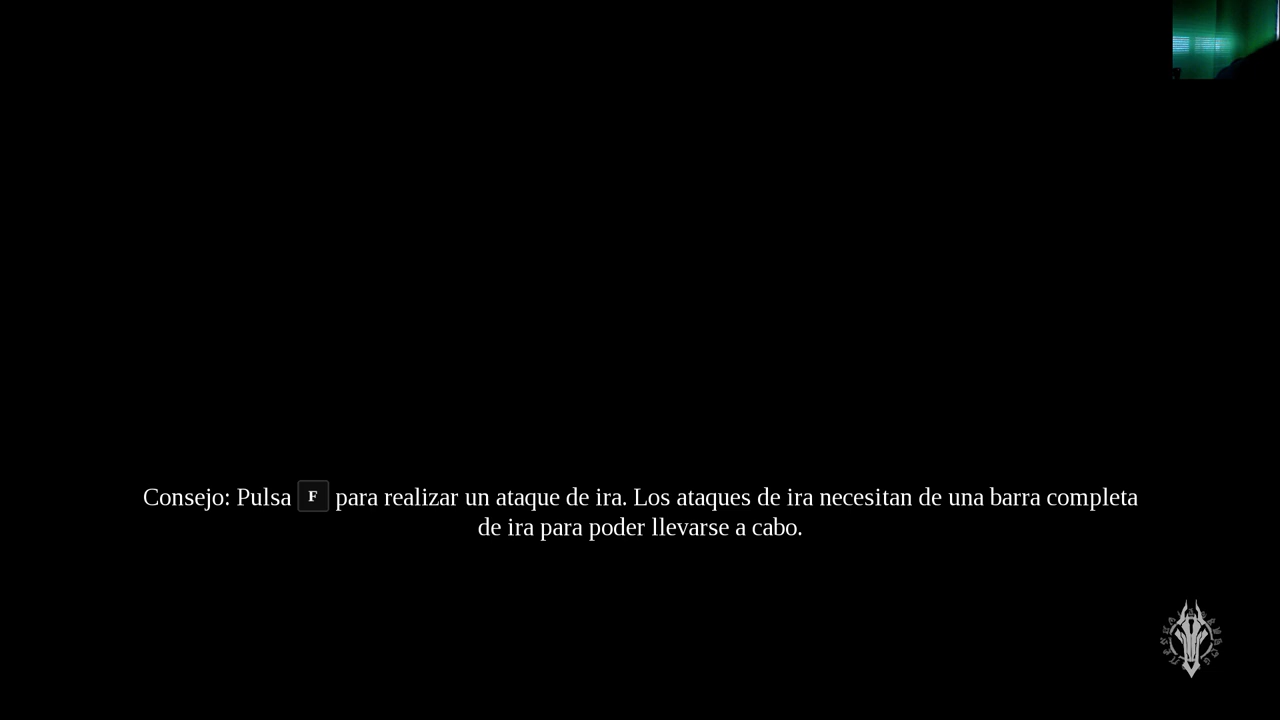 Consejo: Pulsa F para realizar un ataque de ira. Los ataques de ira necesitan de una barra completa
de ira para poder llevarse a cabo.